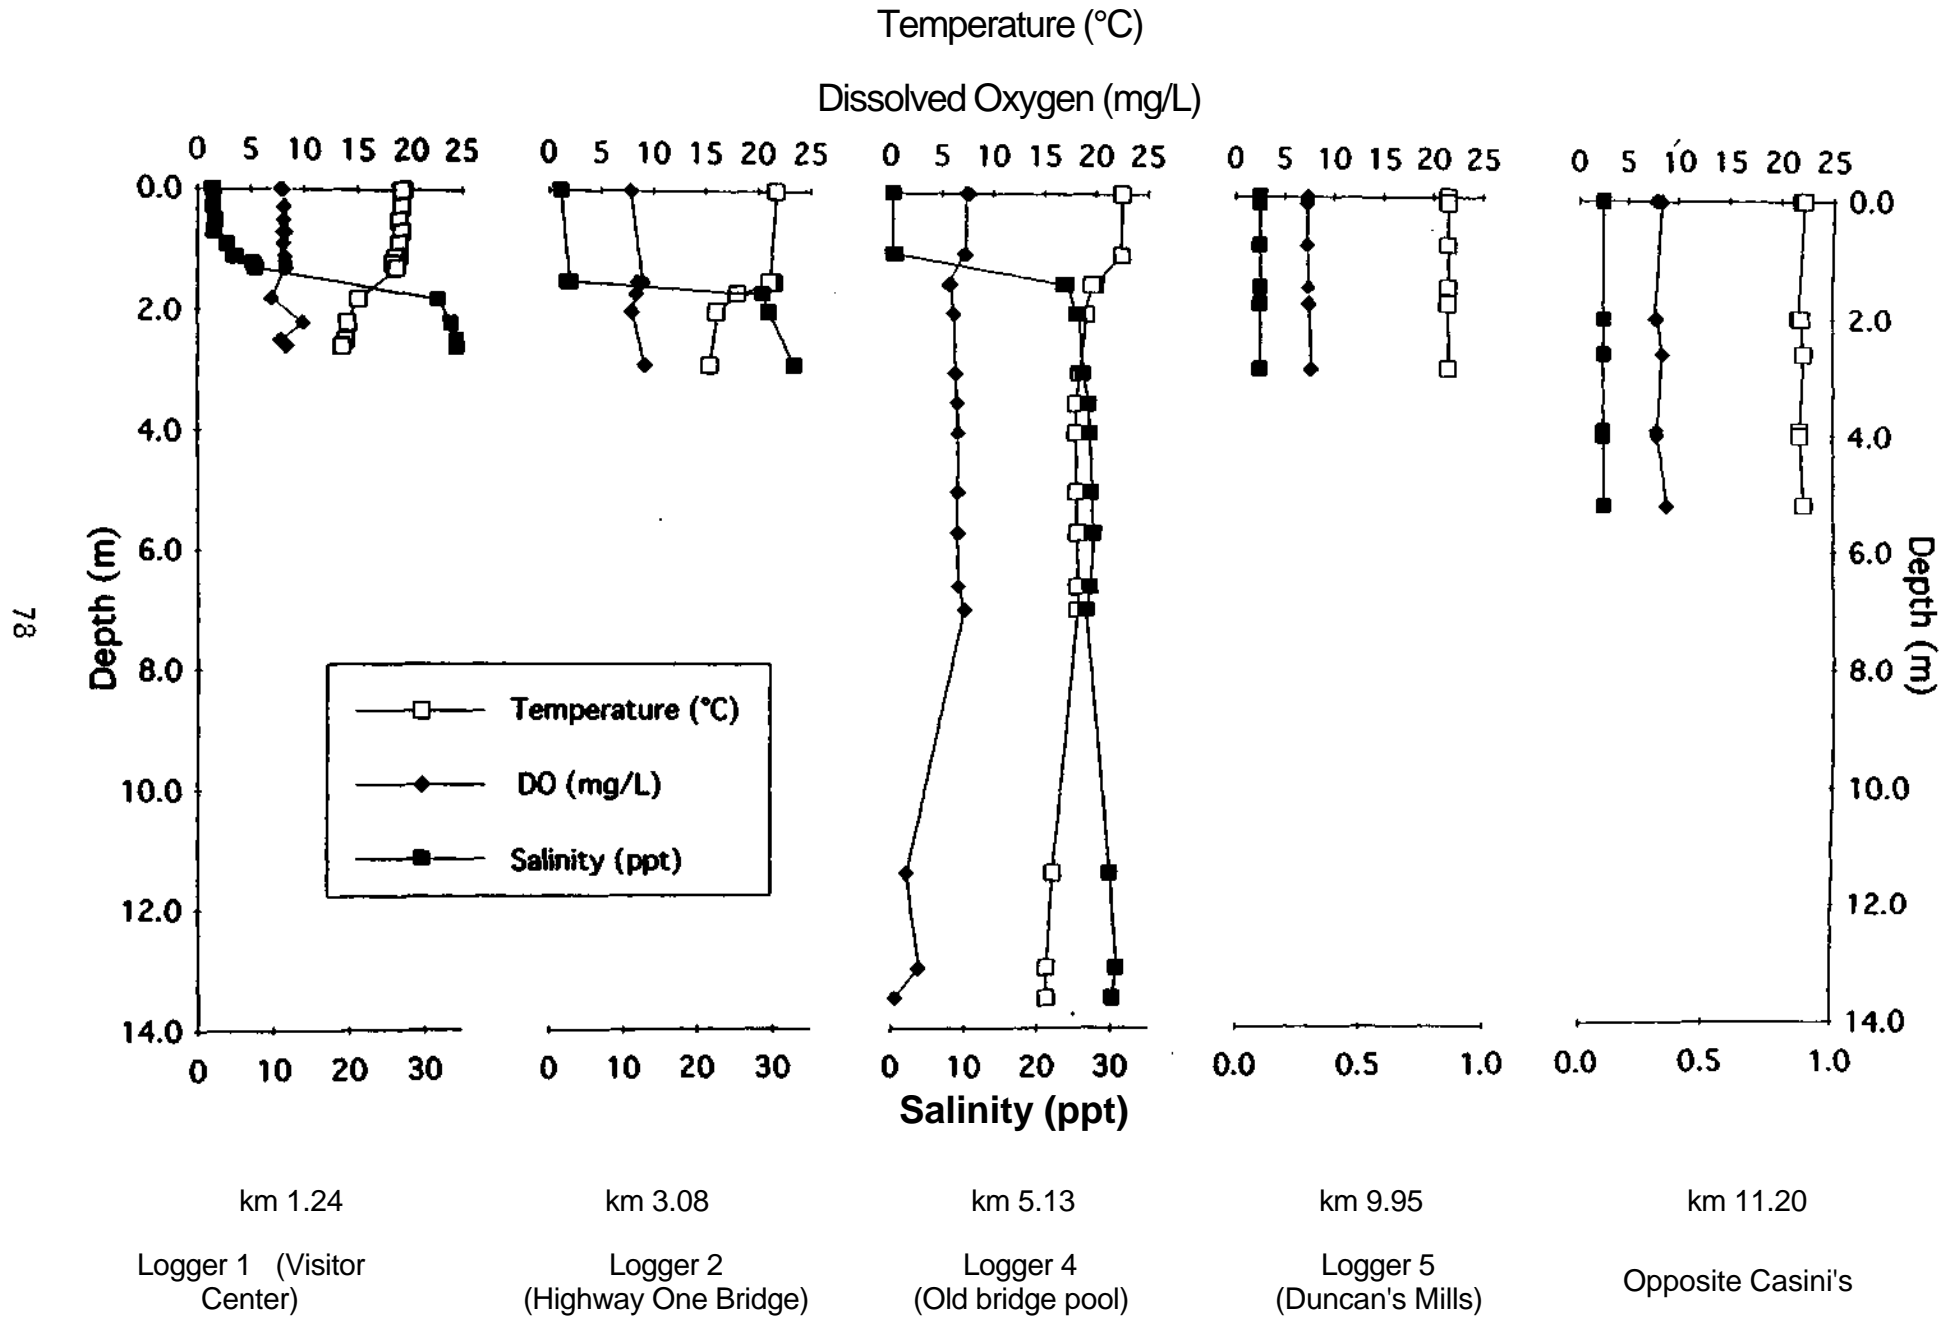 Temperature (°C)
Dissolved Oxygen (mg/L)
0 5 10 15 20 25
0 5 10 15 20 25
0 5 10 15 20 25
0 5 10 15 20 25
0 5 10 15 20 25
0.0
2.0
4.0
6.0
8.0
10.0
12.0
14.0
Depth (m)
78
Temperature (°C)
DO (mg/L)
Salinity (ppt)
0.0
2.0
4.0
6.0
8.0
10.0
12.0
14.0
Depth (m)
0 10 20 30
0 10 20 30
0 10 20 30
0.0 0.5 1.0
0.0 0.5 1.0
Salinity (ppt)
km 1.24
km 3.08
km 5.13
km 9.95
km 11.20
Logger 1 (Visitor
Center)
Logger 2
(Highway One Bridge)
Logger 4
(Old bridge pool)
Logger 5
(Duncan's Mills)
Opposite Casini's